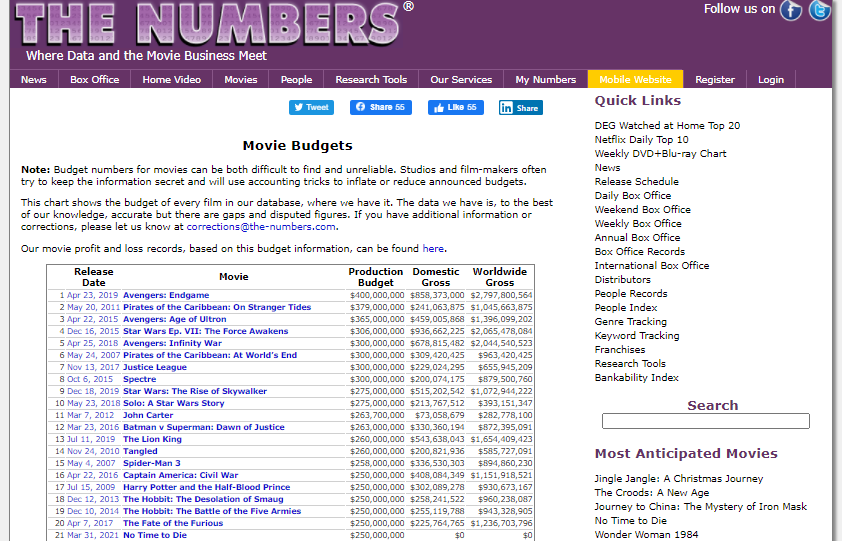 THE NUMBERS®
Follow us on
Where Data and the Movie Business Meet
News Box Office Home Video Movies People Research Tools Our Services My Numbers Mobile Website Register Login
Tweet Share 55 Like 55 Share
Movie Budgets
Note: Budget numbers for movies can be both difficult to find and unreliable. Studios and film-makers often
try to keep the information secret and will use accounting tricks to inflate or reduce announced budgets.
This chart shows the budget of every film in our database, where we have it. The data we have is, to the best
of our knowledge, accurate but there are gaps and disputed figures. If you have additional information or
corrections, please let us know at corrections@the-numbers.com.
Our movie profit and loss records, based on this budget information, can be found here.
Release Date Movie Production Budget Domestic Gross Worldwide Gross
1 Apr 23, 2019 Avengers: Endgame $400,000,000 $858,373,000 $2,797,800,564
2 May 20, 2011 Pirates of the Caribbean: On Stranger Tides $379,000,000 $241,063,875 $1,045,663,875
3 Apr 22, 2015 Avengers: Age of Ultron $365,000,000 $459,005,868 $1,396,099,202
4 Dec 16, 2015 Star Wars Ep. VII: The Force Awakens $306,000,000 $936,662,225 $2,065,478,084
5 Apr 25, 2018 Avengers: Infinity War $300,000,000 $678,815,482 $2,044,540,523
6 May 24, 2007 Pirates of the Caribbean: At World's End $300,000,000 $309,420,425 $963,420,425
7 Nov 13, 2017 Justice League $300,000,000 $229,024,295 $655,945,209
8 Oct 6, 2015 Spectre $300,000,000 $200,074,175 $879,500,760
9 Dec 18, 2019 Star Wars: The Rise of Skywalker $275,000,000 $515,202,542 $1,072,944,222
10 May 23, 2018 Solo: A Star Wars Story $275,000,000 $213,767,512 $393,151,347
11 Mar 7, 2012 John Carter $263,700,000 $73,058,679 $282,778,100
12 Mar 23, 2016 Batman v Superman: Dawn of Justice $263,000,000 $330,360,194 $872,395,091
13 Jul 11, 2019 The Lion King $260,000,000 $543,638,043 $1,654,409,423
14 Nov 24, 2010 Tangled $260,000,000 $200,821,936 $585,727,091
15 May 4, 2007 Spider-Man 3 $258,000,000 $336,530,303 $894,860,230
16 Apr 22, 2016 Captain America: Civil War $250,000,000 $408,084,349 $1,151,918,521
17 Jul 15, 2009 Harry Potter and the Half-Blood Prince $250,000,000 $302,089,278 $930,673,167
18 Dec 12, 2013 The Hobbit: The Desolation of Smaug $250,000,000 $258,241,522 $960,238,087
19 Dec 10, 2014 The Hobbit: The Battle of the Five Armies $250,000,000 $255,119,788 $943,328,905
20 Apr 7, 2017 The Fate of the Furious $250,000,000 $225,764,765 $1,236,703,796
21 Mar 31, 2021 No Time to Die $250,000,000 $0 $0
Quick Links
DEG Watched at Home Top 20
Netflix Daily Top 10
Weekly DVD+Blu-ray Chart
News
Release Schedule
Daily Box Office
Weekend Box Office
Weekly Box Office
Annual Box Office
Box Office Records
International Box Office
Distributors
People Records
People Index
Genre Tracking
Keyword Tracking
Franchises
Research Tools
Bankability Index
Search
Most Anticipated Movies
Jingle Jangle: A Christmas Journey
The Croods: A New Age
Journey to China: The Mystery of Iron Mask
No Time to Die
Wonder Woman 1984